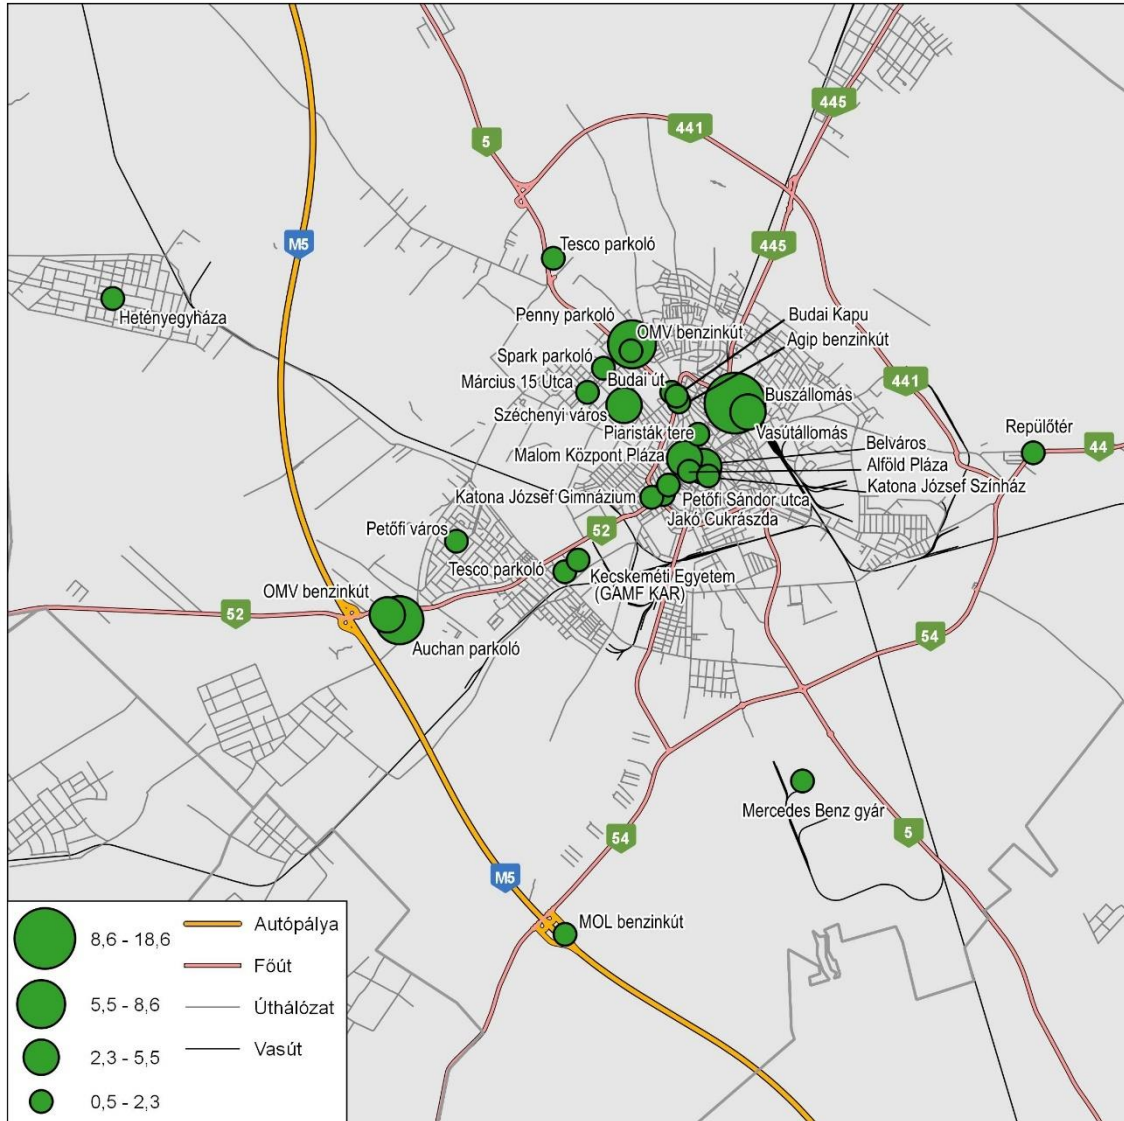 445
441
5
M5
445
Tesco parkoló
Hetényegyháza
Penny parkoló
OMV benzinkút
Budai Kapu
Agip benzinkút
Spark parkoló
Budai út
Március 15 Utca
441
Buszállomás
Széchenyi város
Piaristák tere
Vasútállomás
Repülőtér
44
Belváros
Malom Központ Pláza
Alföld Pláza
Katona József Színház
Katona József Gimnázium
Petőfi Sándor utca
Jakó Cukrászda
Petőfi város
52
Tesco parkoló
Kecskeméti Egyetem
(GAMF KAR)
OMV benzinkút
52
Auchan parkoló
54
Mercedes Benz gyár
54
5
M5
MOL benzinkút
8,6 - 18,6
5,5 - 8,6
2,3 - 5,5
0,5 - 2,3
Autópálya
Főút
Úthálózat
Vasút